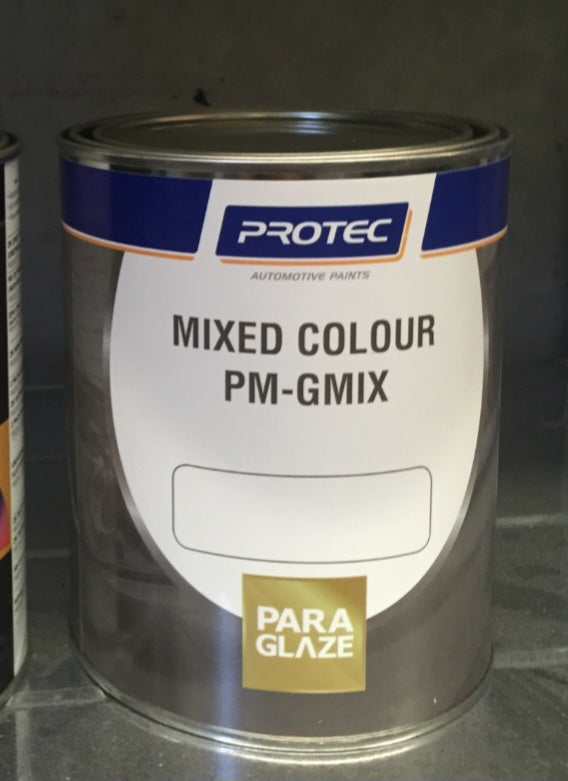 PROTEC
AUTOMOTIVE PAINTS
MIXED COLOUR
PM-GMIX
PARA
GLAZE